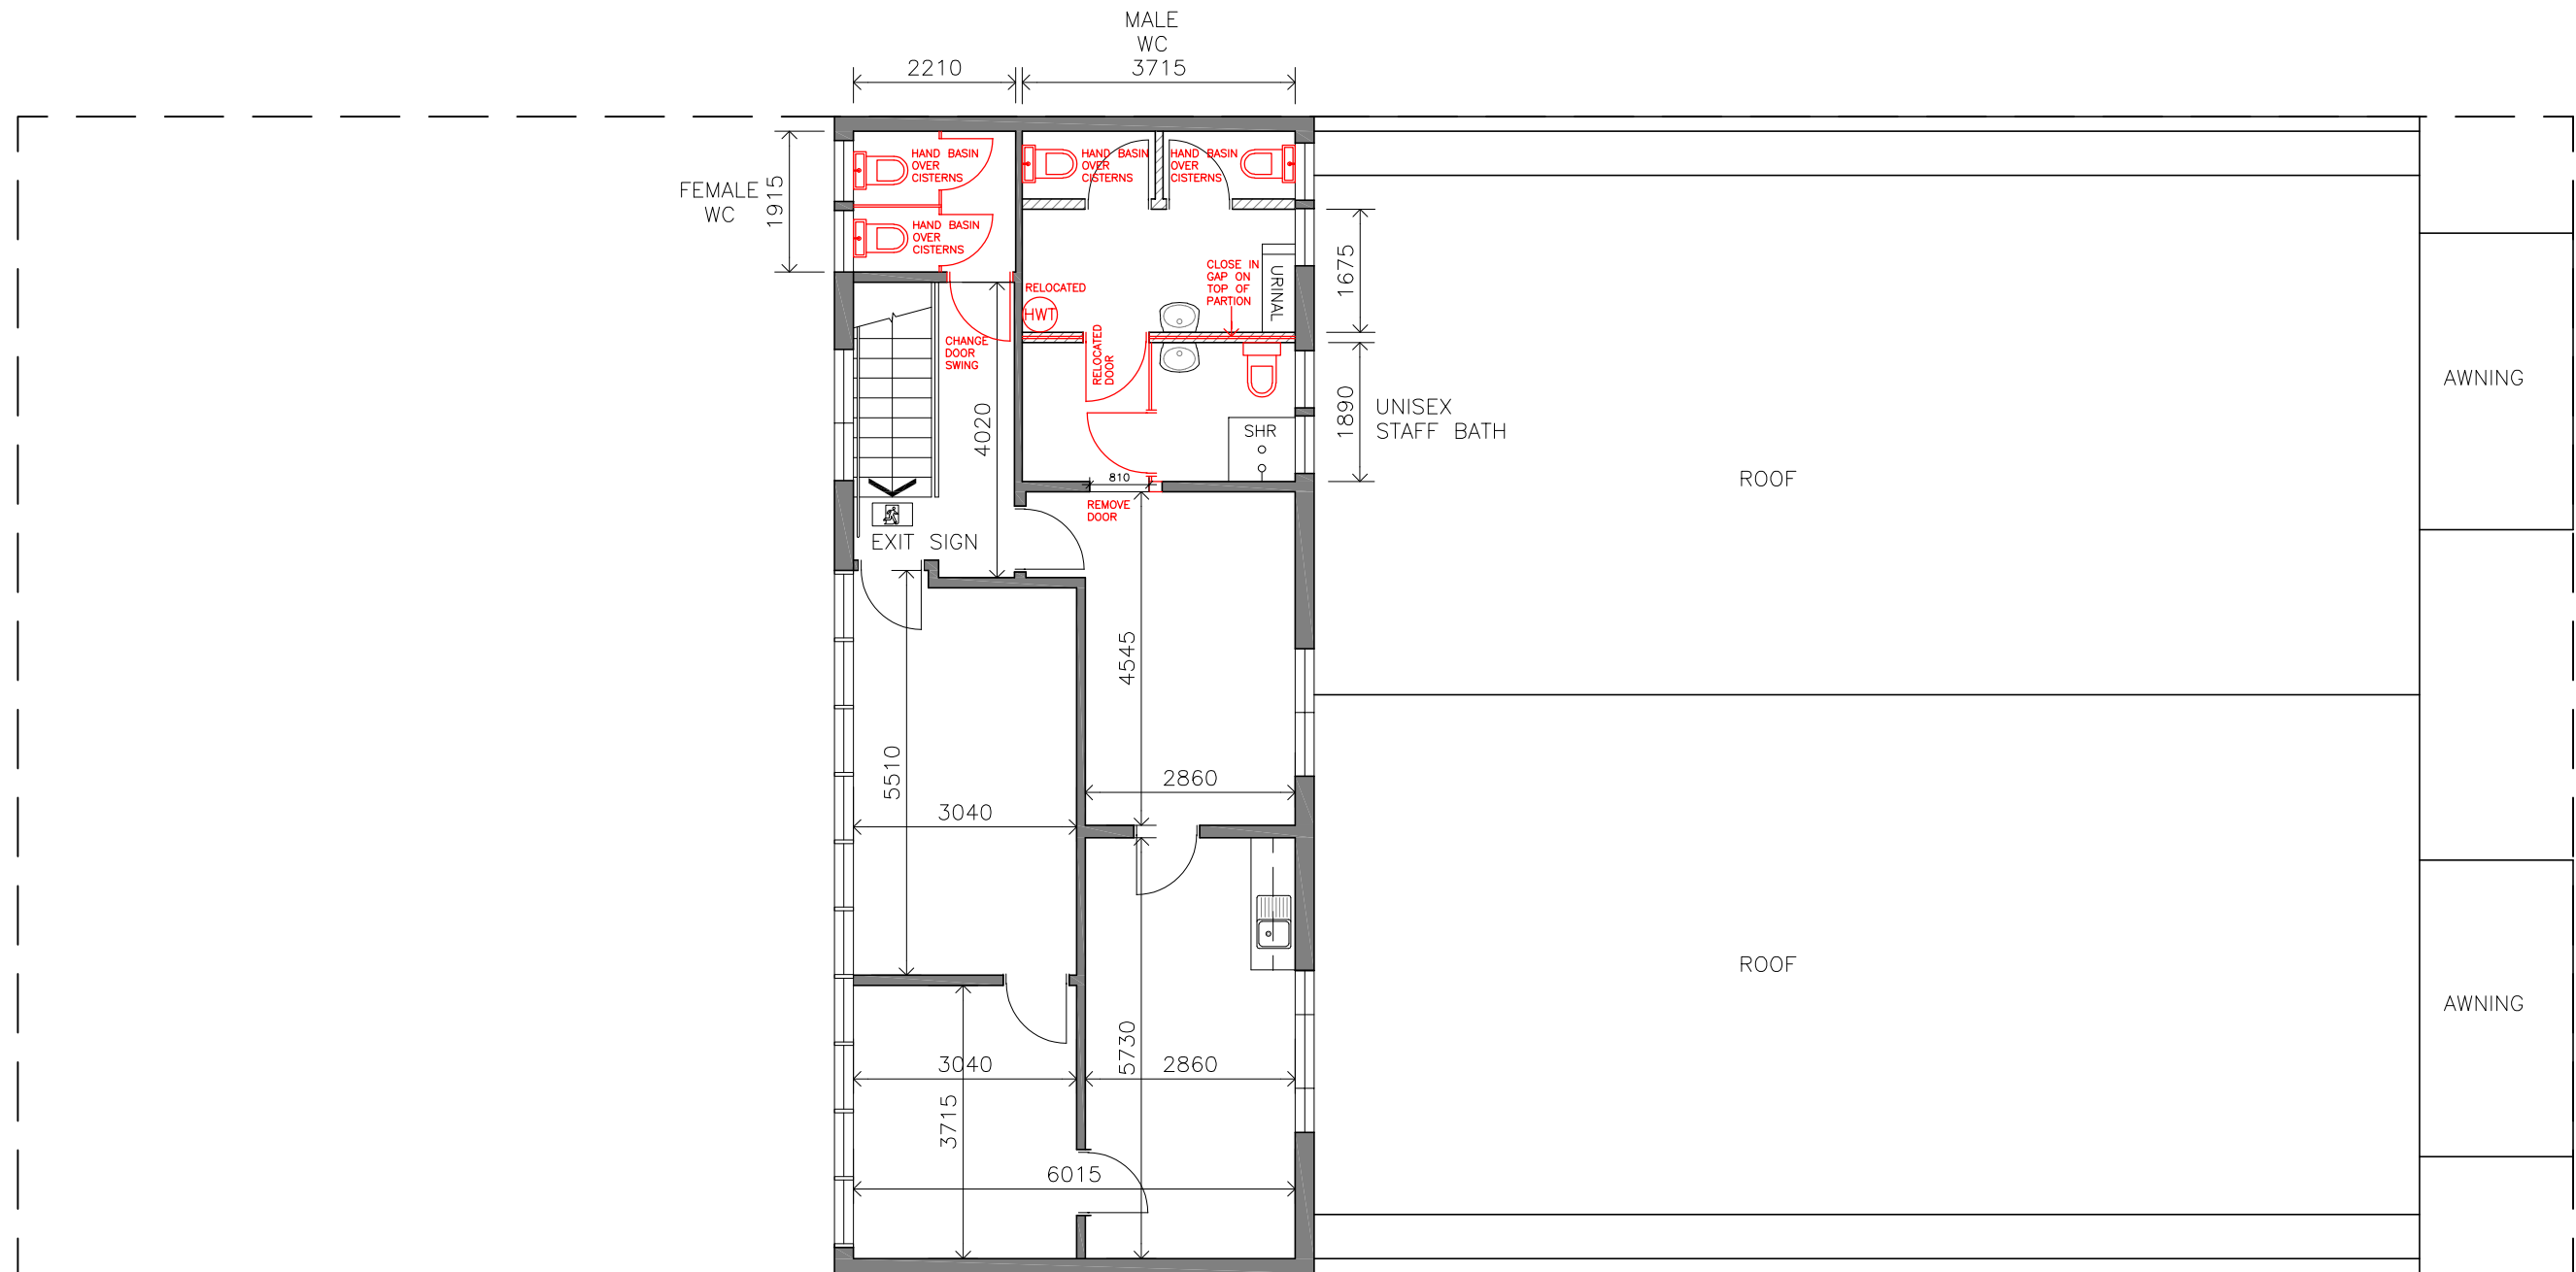 MALE
WC
2210
3715
FEMALE
WC
1915
HAND BASIN
OVER
CISTERNS
HAND BASIN
OVER
CISTERNS
HAND BASIN
OVER
CISTERNS
HAND BASIN
OVER
CISTERNS
RELOCATED
HWT
CLOSE IN
GAP ON
TOP OF
PARTION
URINAL
1675
CHANGE
DOOR
SWING
RELOCATED
DOOR
4020
1890
UNISEX
STAFF BATH
SHR
810
REMOVE
DOOR
EXIT SIGN
AWNING
ROOF
4545
5510
2860
3040
ROOF
AWNING
5730
3040
2860
3715
6015